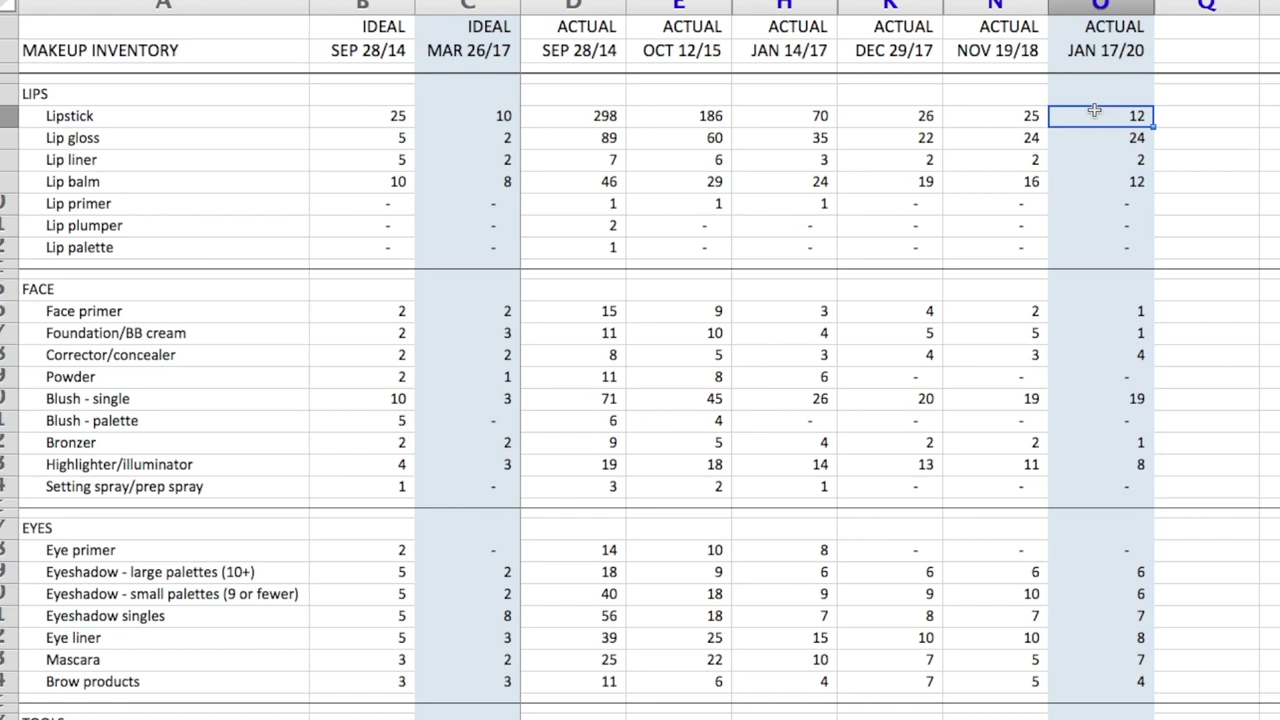 A B C D E H K N O Q
IDEAL IDEAL ACTUAL ACTUAL ACTUAL ACTUAL ACTUAL ACTUAL
MAKEUP INVENTORY SEP 28/14 MAR 26/17 SEP 28/14 OCT 12/15 JAN 14/17 DEC 29/17 NOV 19/18 JAN 17/20
LIPS
Lipstick 25 10 298 186 70 26 25 12
Lip gloss 5 2 89 60 35 22 24 24
Lip liner 5 2 7 6 3 2 2 2
Lip balm 10 8 46 29 24 19 16 12
Lip primer - - 1 1 1 - - -
Lip plumper - - 2 - - - - -
Lip palette - - 1 - - - - -
FACE
Face primer 2 2 15 9 3 4 2 1
Foundation/BB cream 2 3 11 10 4 5 5 1
Corrector/concealer 2 2 8 5 3 4 3 4
Powder 2 1 11 8 6 - - -
Blush - single 10 3 71 45 26 20 19 19
Blush - palette 5 - 6 4 - - - -
Bronzer 2 2 9 5 4 2 2 1
Highlighter/illuminator 4 3 19 18 14 13 11 8
Setting spray/prep spray 1 - 3 2 1 - - -
EYES
Eye primer 2 - 14 10 8 - - -
Eyeshadow - large palettes (10+) 5 2 18 9 6 6 6 6
Eyeshadow - small palettes (9 or fewer) 5 2 40 18 9 9 10 6
Eyeshadow singles 5 8 56 18 7 8 7 7
Eye liner 5 3 39 25 15 10 10 8
Mascara 3 2 25 22 10 7 5 7
Brow products 3 3 11 6 4 7 5 4